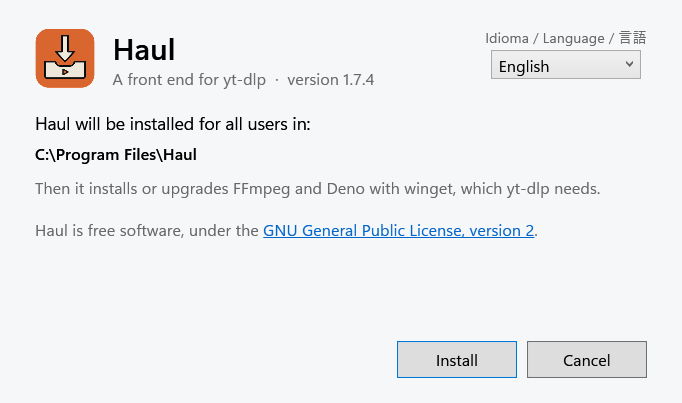 Haul
A front end for yt-dlp · version 1.7.4
Idioma / Language / 言語
English
Haul will be installed for all users in:
C:\Program Files\Haul
Then it installs or upgrades FFmpeg and Deno with winget, which yt-dlp needs.
Haul is free software, under the GNU General Public License, version 2.
Install
Cancel